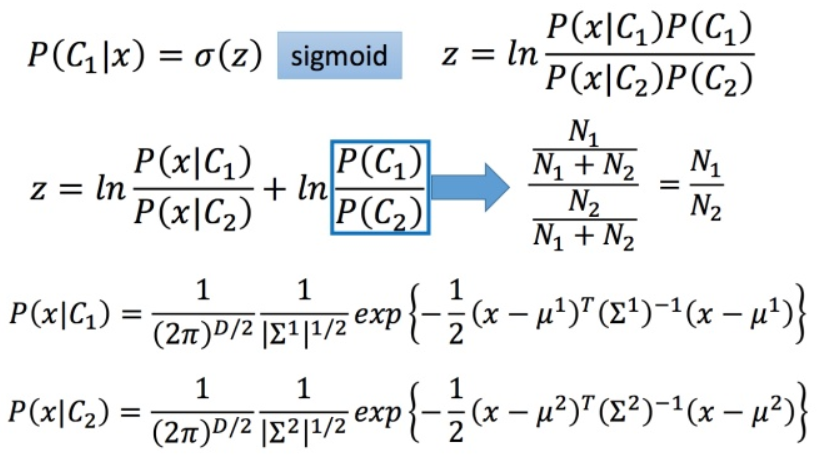 P(C₁|x) = σ(z) sigmoid z = ln P(x|C₁)P(C₁) / P(x|C₂)P(C₂)
z = ln P(x|C₁) / P(x|C₂) + ln P(C₁) / P(C₂) → (N₁ / (N₁ + N₂)) / (N₂ / (N₁ + N₂)) = N₁ / N₂
P(x|C₁) = 1 / (2π)^{D/2} 1 / |Σ¹|^{1/2} exp{−1/2 (x − μ¹)ᵀ(Σ¹)⁻¹(x − μ¹)}
P(x|C₂) = 1 / (2π)^{D/2} 1 / |Σ²|^{1/2} exp{−1/2 (x − μ²)ᵀ(Σ²)⁻¹(x − μ²)}